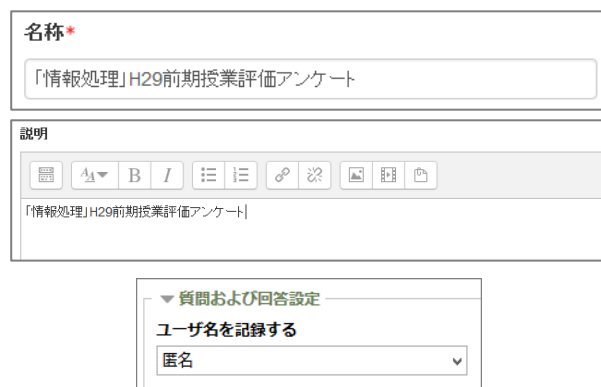 名称*
「情報処理」H29前期授業評価アンケート
説明
「情報処理」H29前期授業評価アンケート
質問および回答設定
ユーザ名を記録する
匿名